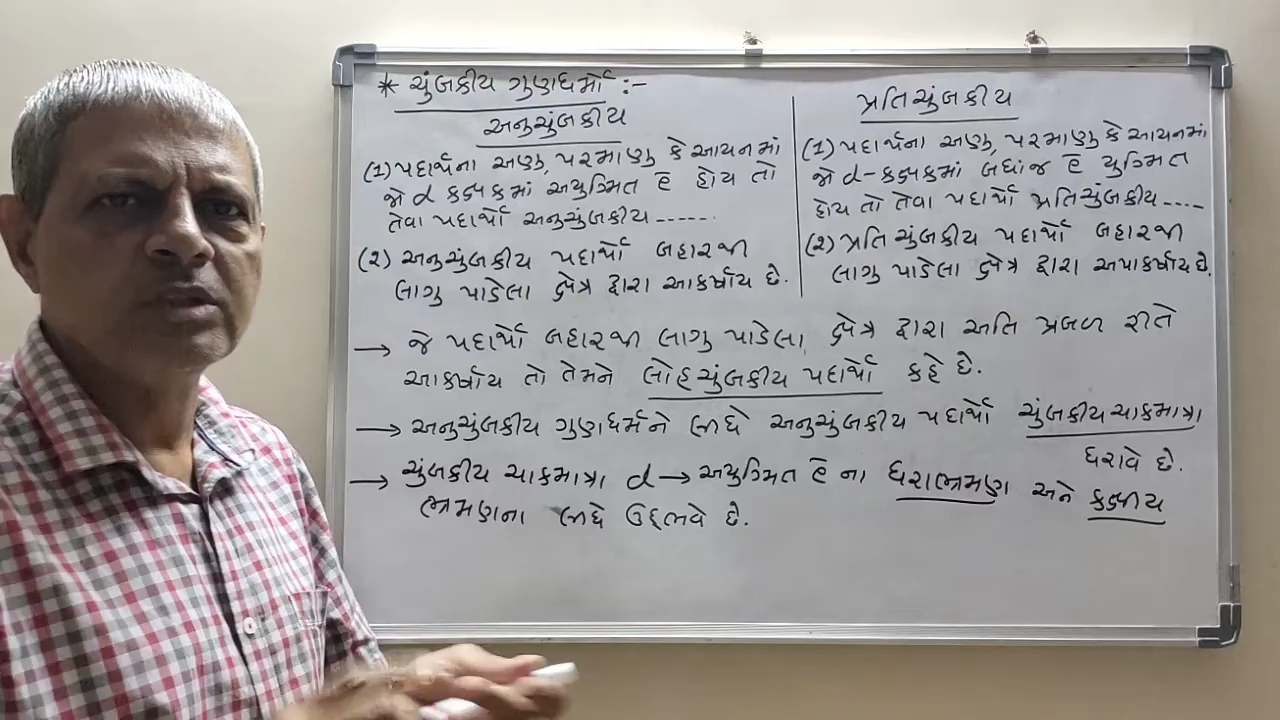 * ચુંબકીય ગુણધર્મો :-
અનુચુંબકીય
(૧) પદાર્થના અણુ, પરમાણુ કે આયનમાં
જો d કક્ષકમાં અયુગ્મિત ē હોય તો
તેવા પદાર્થો અનુચુંબકીય -----.
(૨) અનુચુંબકીય પદાર્થો બહારથી
લાગુ પાડેલા ક્ષેત્ર દ્વારા આકર્ષાય છે.
પ્રતિચુંબકીય
(૧) પદાર્થના અણુ, પરમાણુ કે આયનમાં
જો d-કક્ષકમાં બધાંજ ē યુગ્મિત
હોય તો તેવા પદાર્થો પ્રતિચુંબકીય ----
(૨) પ્રતિચુંબકીય પદાર્થો બહારથી
લાગુ પાડેલા ક્ષેત્ર દ્વારા અપાકર્ષાય છે.
→ જે પદાર્થો બહારથી લાગુ પાડેલા ક્ષેત્ર દ્વારા અતિ પ્રબળ રીતે
આકર્ષાય તો તેમને લોહચુંબકીય પદાર્થો કહે છે.
→ અનુચુંબકીય ગુણધર્મને લીધે અનુચુંબકીય પદાર્થો ચુંબકીયચાકમાત્રા
ધરાવે છે.
→ ચુંબકીય ચાકમાત્રા d → અયુગ્મિત ē ના ધરાભ્રમણ અને કક્ષીય
ભ્રમણના લીધે ઉદ્દભવે છે.